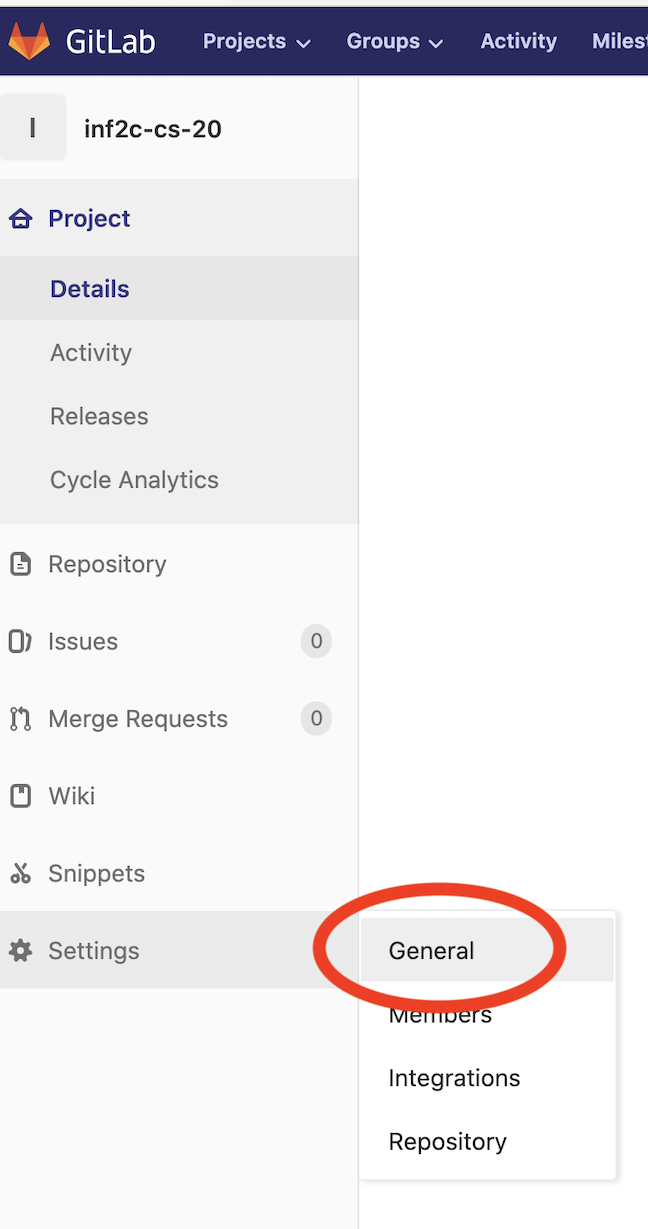 GitLab Projects Groups Activity
I inf2c-cs-20
Project
Details
Activity
Releases
Cycle Analytics
Repository
Issues 0
Merge Requests 0
Wiki
Snippets
Settings
General
Members
Integrations
Repository